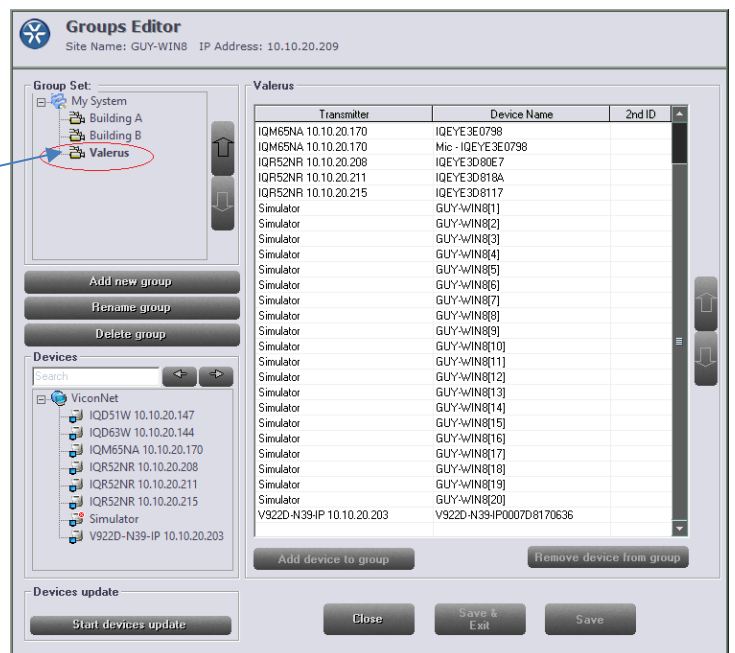 Groups Editor
Site Name: GUY-WIN8 IP Address: 10.10.20.209
Group Set:
My System
Building A
Building B
Valerus
Add new group
Rename group
Delete group
Devices
Search
ViconNet
IQD51W 10.10.20.147
IQD63W 10.10.20.144
IQM65NA 10.10.20.170
IQR52NR 10.10.20.208
IQR52NR 10.10.20.211
IQR52NR 10.10.20.215
Simulator
V922D-N39-IP 10.10.20.203
Devices update
Start devices update
Valerus
Transmitter Device Name 2nd ID
IQM65NA 10.10.20.170 IQEYE3E0798
IQM65NA 10.10.20.170 Mic - IQEYE3E0798
IQR52NR 10.10.20.208 IQEYE3D80E7
IQR52NR 10.10.20.211 IQEYE3D818A
IQR52NR 10.10.20.215 IQEYE3D8117
Simulator GUY-WIN8[1]
Simulator GUY-WIN8[2]
Simulator GUY-WIN8[3]
Simulator GUY-WIN8[4]
Simulator GUY-WIN8[5]
Simulator GUY-WIN8[6]
Simulator GUY-WIN8[7]
Simulator GUY-WIN8[8]
Simulator GUY-WIN8[9]
Simulator GUY-WIN8[10]
Simulator GUY-WIN8[11]
Simulator GUY-WIN8[12]
Simulator GUY-WIN8[13]
Simulator GUY-WIN8[14]
Simulator GUY-WIN8[15]
Simulator GUY-WIN8[16]
Simulator GUY-WIN8[17]
Simulator GUY-WIN8[18]
Simulator GUY-WIN8[19]
Simulator GUY-WIN8[20]
V922D-N39-IP 10.10.20.203 V922D-N39-IP0007D8170636
Add device to group
Remove device from group
Close
Save &
Exit
Save